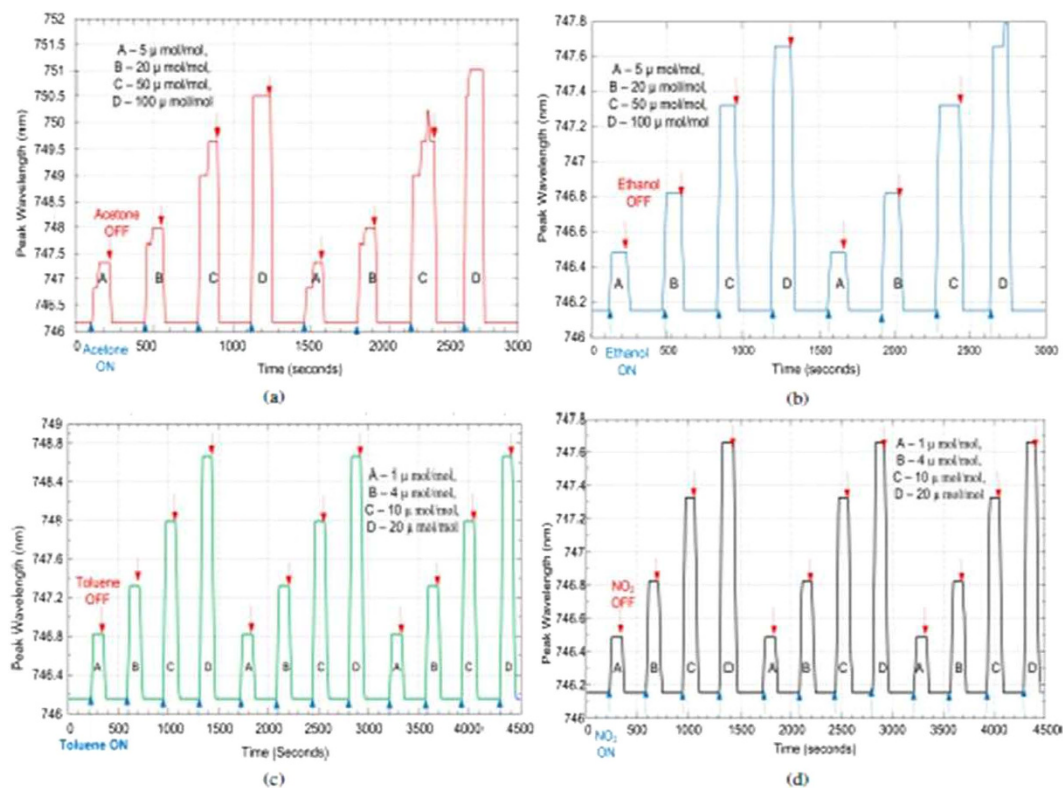 752
751
750.5
750
749.5
749
748
747.5
747
746.5
746
Peak Wavelength (nm)
A – 5 µ mol/mol,
B – 20 µ mol/mol,
C – 50 µ mol/mol,
D – 100 µ mol/mol
Acetone
OFF
A B C D A B C D
0 500 1000 1500 2000 2500 3000
Acetone
ON
Time (seconds)
(a)
747.8
747.6
747.4
747.2
747
746.8
746.6
746.4
746.2
746
Peak Wavelength (nm)
A – 5 µ mol/mol,
B – 20 µ mol/mol,
C – 50 µ mol/mol,
D – 100 µ mol/mol
Ethanol
OFF
A B C D A B C D
0 500 1000 1500 2000 2500 3000
Ethanol
ON
Time (seconds)
(b)
749
748.8
748.4
748
747.6
747.2
746.8
746.4
746
Peak Wavelength (nm)
A – 1 µ mol/mol,
B – 4 µ mol/mol,
C – 10 µ mol/mol,
D – 20 µ mol/mol
Toluene
OFF
A B C D A B C D A B C D
0 500 1000 1500 2000 2500 3000 3500 4000 4500
Toluene ON
Time (Seconds)
(c)
747.8
747.6
747.4
747.2
747
746.8
746.6
746.4
746.2
746
Peak Wavelength (nm)
A – 1 µ mol/mol,
B – 4 µ mol/mol,
C – 10 µ mol/mol,
D – 20 µ mol/mol
NO₂
OFF
A B C D A B C D A B C D
0 500 1000 1500 2000 2500 3000 3500 4000 4500
NO₂
ON
Time (seconds)
(d)